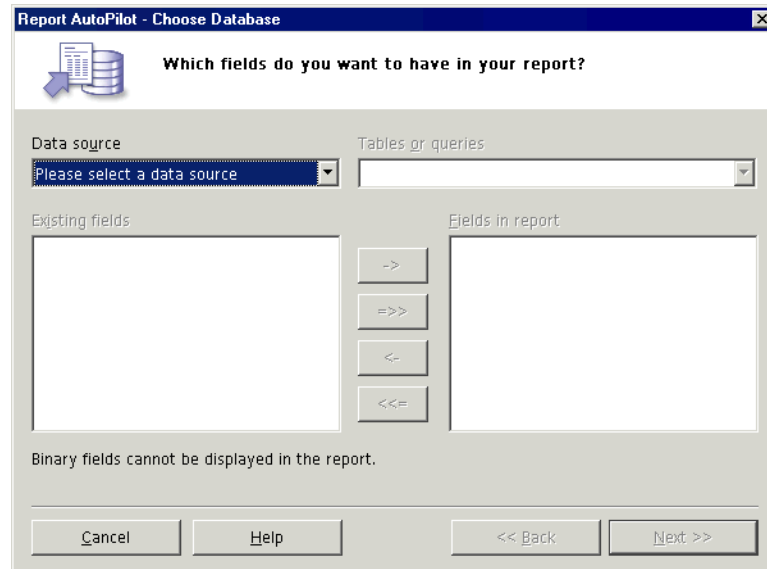 Report AutoPilot - Choose Database
Which fields do you want to have in your report?
Data source Tables or queries
Please select a data source
Existing fields Fields in report
->
=>>
<-
<<=
Binary fields cannot be displayed in the report.
Cancel Help << Back Next >>